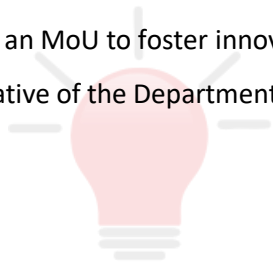 an MoU to foster innov
ative of the Department